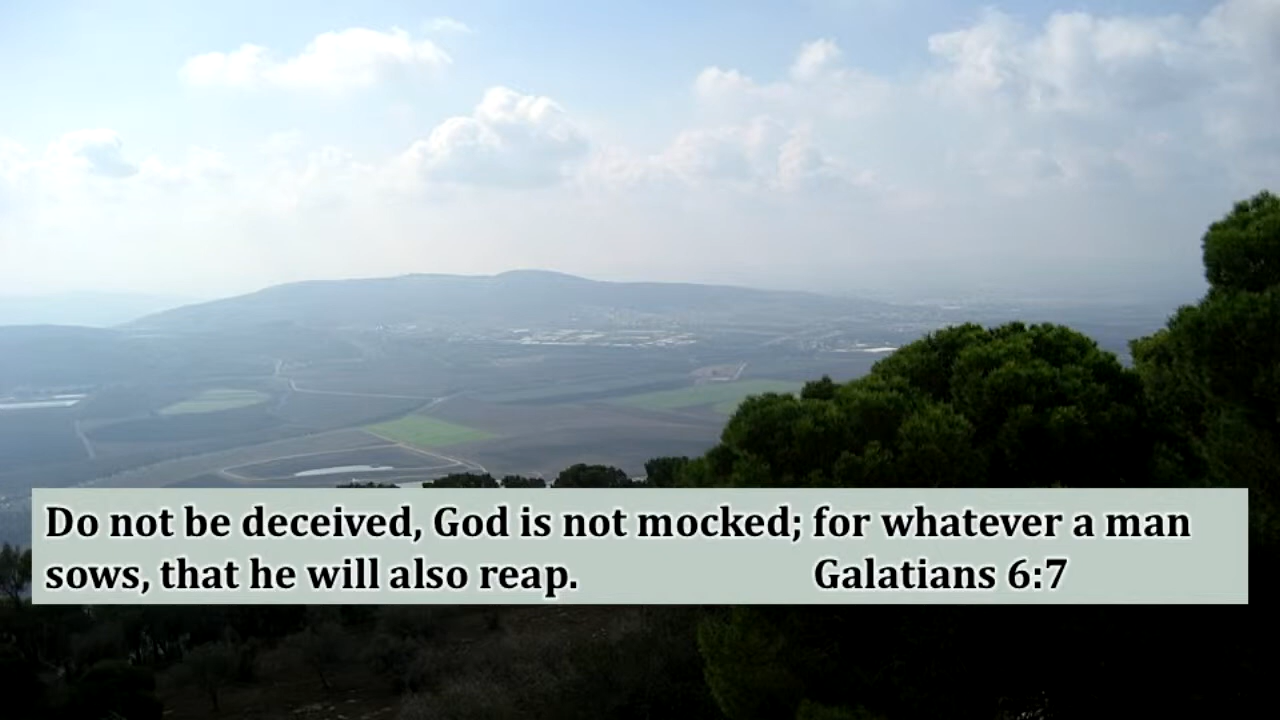 Do not be deceived, God is not mocked; for whatever a man
sows, that he will also reap. Galatians 6:7